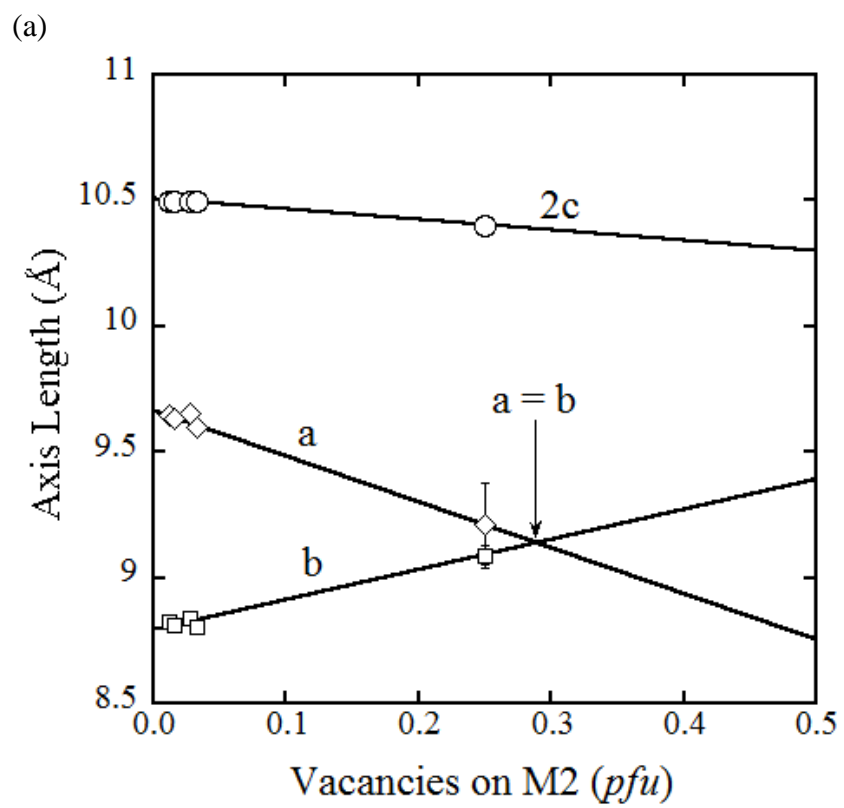 (a)
11
10.5
10
9.5
9
8.5
Axis Length (Å)
2c
a = b
a
b
0.0 0.1 0.2 0.3 0.4 0.5
Vacancies on M2 (pfu)